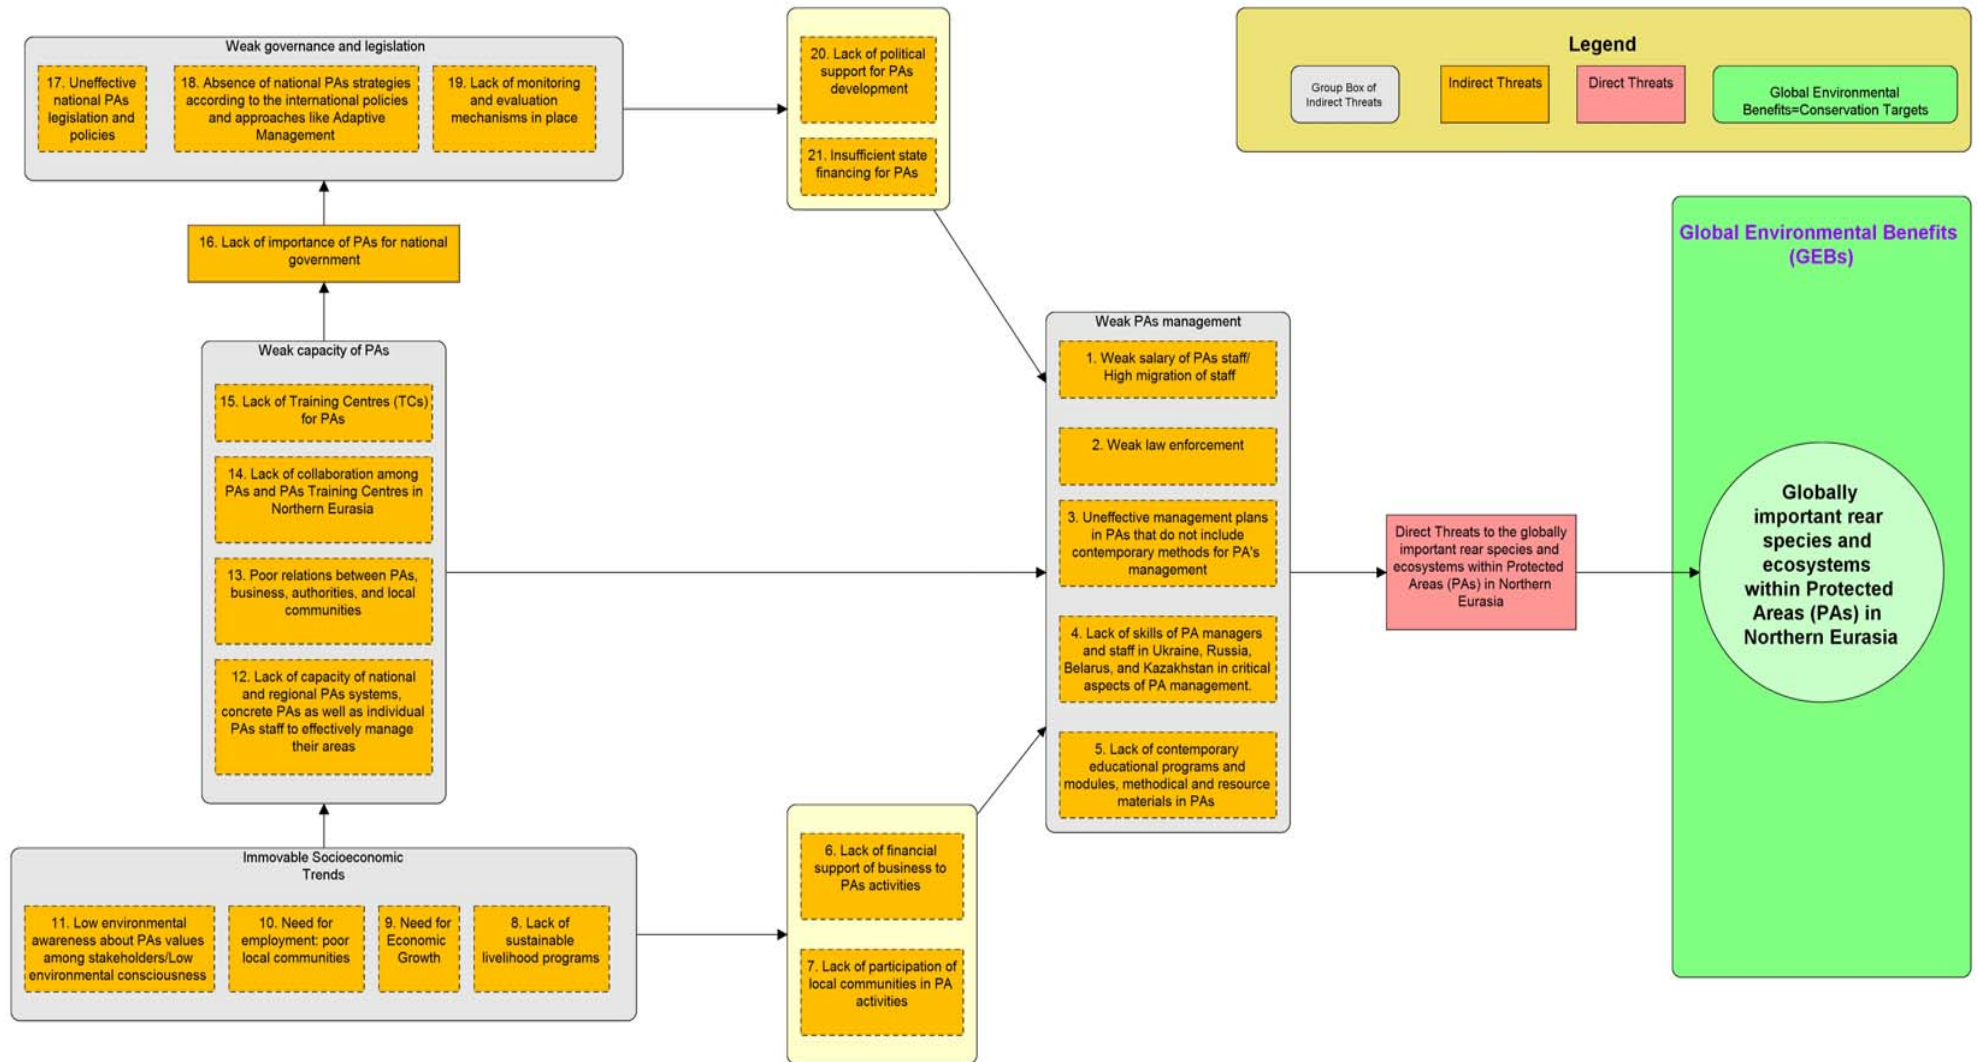 Weak governance and legislation
17. Uneffective
national PAs
legislation and
policies
18. Absence of national PAs strategies
according to the international policies
and approaches like Adaptive
Management
19. Lack of monitoring
and evaluation
mechanisms in place
20. Lack of political
support for PAs
development
21. Insufficient state
financing for PAs
Legend
Group Box of
Indirect Threats
Indirect Threats
Direct Threats
Global Environmental
Benefits=Conservation Targets
16. Lack of importance of PAs for national
government
Weak capacity of PAs
15. Lack of Training Centres (TCs)
for PAs
14. Lack of collaboration among
PAs and PAs Training Centres in
Northern Eurasia
13. Poor relations between PAs,
business, authorities, and local
communities
12. Lack of capacity of national
and regional PAs systems,
concrete PAs as well as individual
PAs staff to effectively manage
their areas
Immovable Socioeconomic
Trends
11. Low environmental
awareness about PAs values
among stakeholders/Low
environmental consciousness
10. Need for
employment: poor
local communities
9. Need for
Economic
Growth
8. Lack of
sustainable
livelihood programs
6. Lack of financial
support of business to
PAs activities
7. Lack of participation of
local communities in PA
activities
Weak PAs management
1. Weak salary of PAs staff/
High migration of staff
2. Weak law enforcement
3. Uneffective management plans
in PAs that do not include
contemporary methods for PA's
management
4. Lack of skills of PA managers
and staff in Ukraine, Russia,
Belarus, and Kazakhstan in critical
aspects of PA management.
5. Lack of contemporary
educational programs and
modules, methodical and resource
materials in PAs
Direct Threats to the globally
important rear species and
ecosystems within Protected
Areas (PAs) in Northern
Eurasia
Global Environmental Benefits
(GEBs)
Globally
important rear
species and
ecosystems
within Protected
Areas (PAs) in
Northern Eurasia